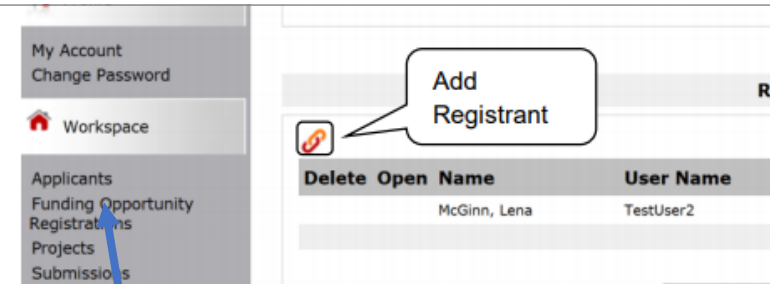 My Account
Change Password
Workspace
Applicants
Funding Opportunity
Registrations
Projects
Submissions
Add
Registrant
R
Delete Open Name User Name
McGinn, Lena TestUser2